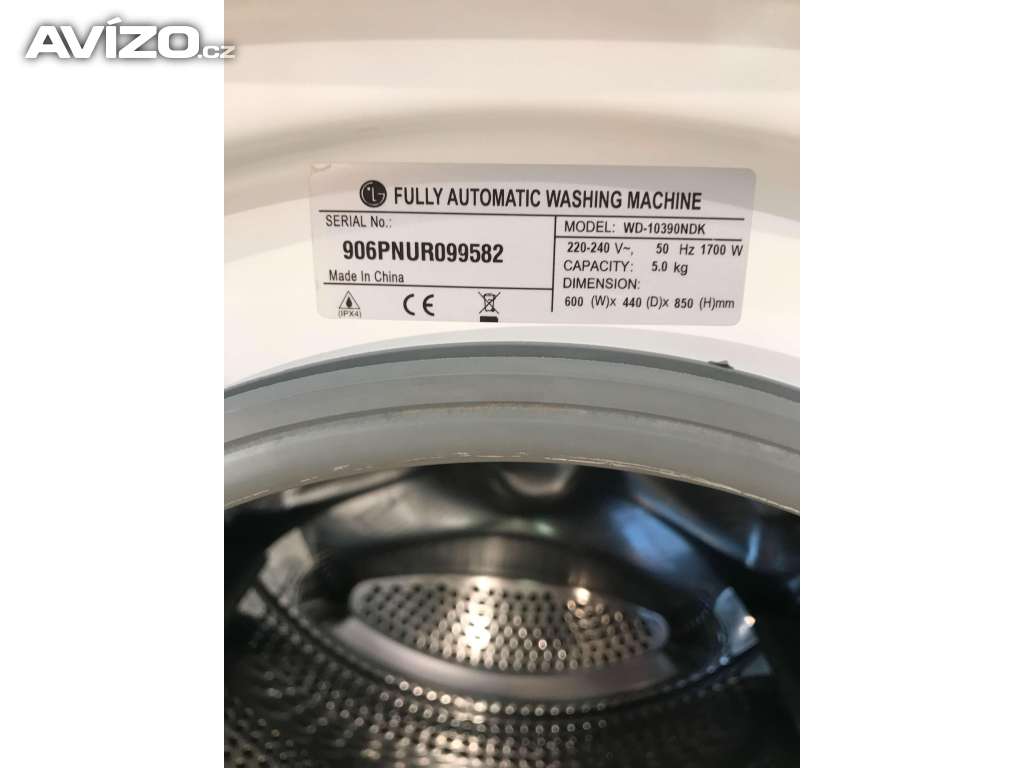 AVÍZO.cz
LG FULLY AUTOMATIC WASHING MACHINE
SERIAL No.:
906PNUR099582
Made In China
(IPX4)
CE
MODEL: WD-10390NDK
220-240 V~, 50 Hz 1700 W
CAPACITY: 5.0 kg
DIMENSION:
600 (W)x 440 (D)x 850 (H)mm